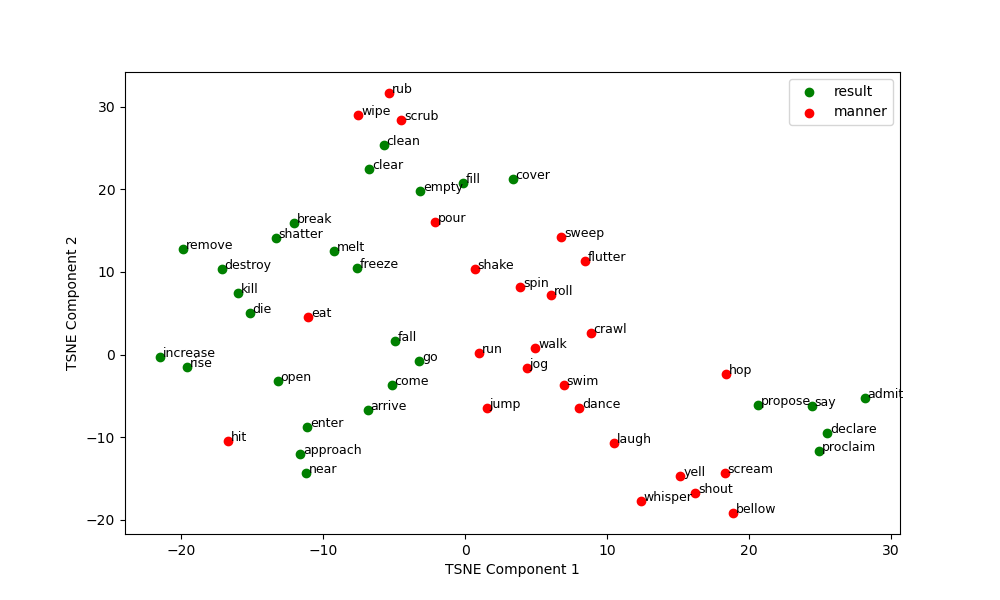 rub
wipe
scrub
clean
clear
empty
fill
cover
pour
break
shatter
sweep
remove
melt
flutter
destroy
freeze
shake
kill
spin
roll
die
eat
crawl
fall
increase
rise
go
run
walk
jog
open
come
swim
hop
arrive
jump
dance
propose
say
admit
enter
hit
laugh
declare
approach
proclaim
near
yell
scream
whisper
shout
bellow
result
manner
30
20
10
0
−10
−20
TSNE Component 2
−20
−10
0
10
20
30
TSNE Component 1